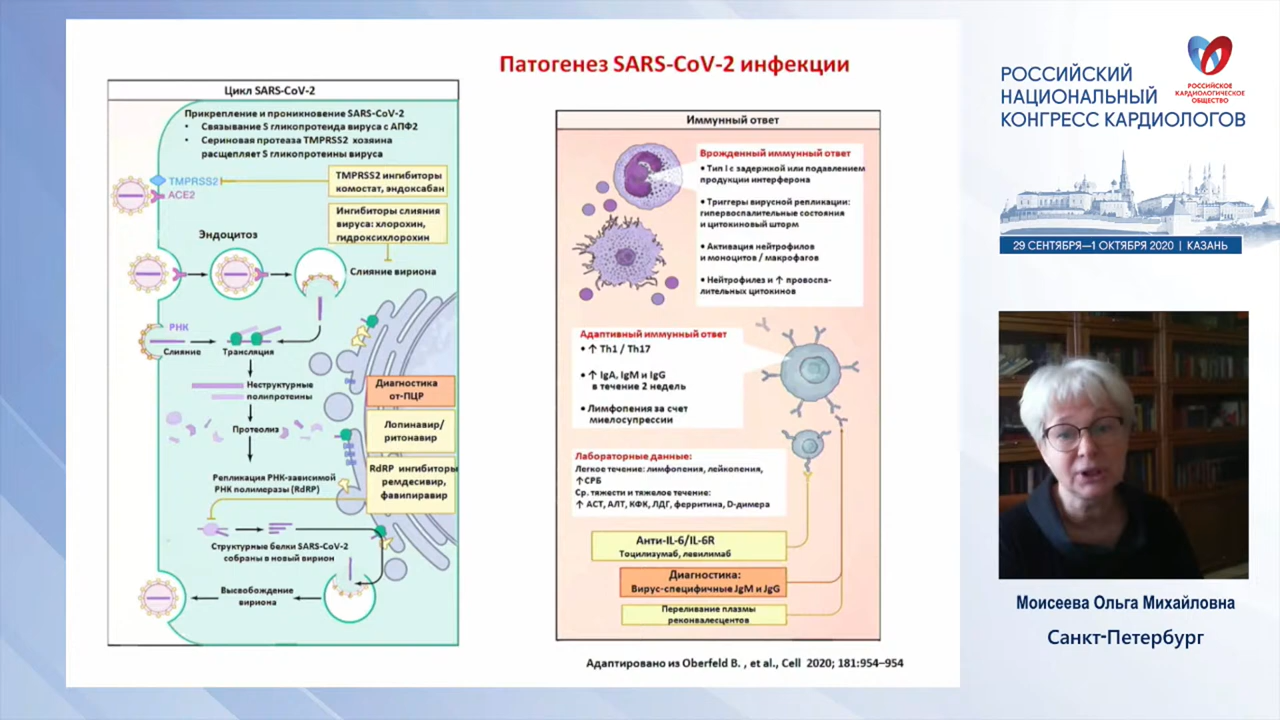 Патогенез SARS-CoV-2 инфекции
Цикл SARS-CoV-2
Прикрепление и проникновение SARS-CoV-2
• Связывание S гликопротеида вируса с АПФ2
• Сериновая протеаза TMPRSS2 хозяина
расщепляет S гликопротеины вируса
TMPRSS2
ACE2
TMPRSS2 ингибиторы
комостат, эндоксабан
Ингибиторы слияния
вируса: хлорохин,
гидроксихлорохин
Эндоцитоз
Слияние вириона
РНК
Слияние
Трансляция
Неструктурные
полипротеины
Диагностика
от-ПЦР
Протеолиз
Лопинавир/
ритонавир
Репликация РНК-зависимой
РНК полимеразы (RdRP)
RdRP ингибиторы
ремдесивир,
фавипиравир
Структурные белки SARS-CoV-2
собраны в новый вирион
Высвобождение
вириона
Иммунный ответ
Врожденный иммунный ответ
• Тип I с задержкой или подавлением
продукции интерферона
• Триггеры вирусной репликации:
гипервоспалительные состояния
и цитокиновый шторм
• Активация нейтрофилов
и моноцитов / макрофагов
• Нейтрофилез и ↑ провоспа-
лительных цитокинов
Адаптивный иммунный ответ
• ↑ Th1 / Th17
• ↑ IgA, IgM и IgG
в течение 2 недель
• Лимфопения за счет
миелосупрессии
Лабораторные данные:
Легкое течение: лимфопения, лейкопения,
↑СРБ
Ср. тяжести и тяжелое течение:
↑ АСТ, АЛТ, КФК, ЛДГ, ферритина, D-димера
Анти-IL-6/IL-6R
Тоцилизумаб, левилимаб
Диагностика:
Вирус-специфичные JgM и JgG
Переливание плазмы
реконвалесцентов
Адаптировано из Oberfeld B. , et al., Cell 2020; 181:954–954
РОССИЙСКИЙ
НАЦИОНАЛЬНЫЙ
КОНГРЕСС КАРДИОЛОГОВ
РОССИЙСКОЕ
КАРДИОЛОГИЧЕСКОЕ
ОБЩЕСТВО
29 СЕНТЯБРЯ—1 ОКТЯБРЯ 2020 | КАЗАНЬ
Моисеева Ольга Михайловна
Санкт-Петербург